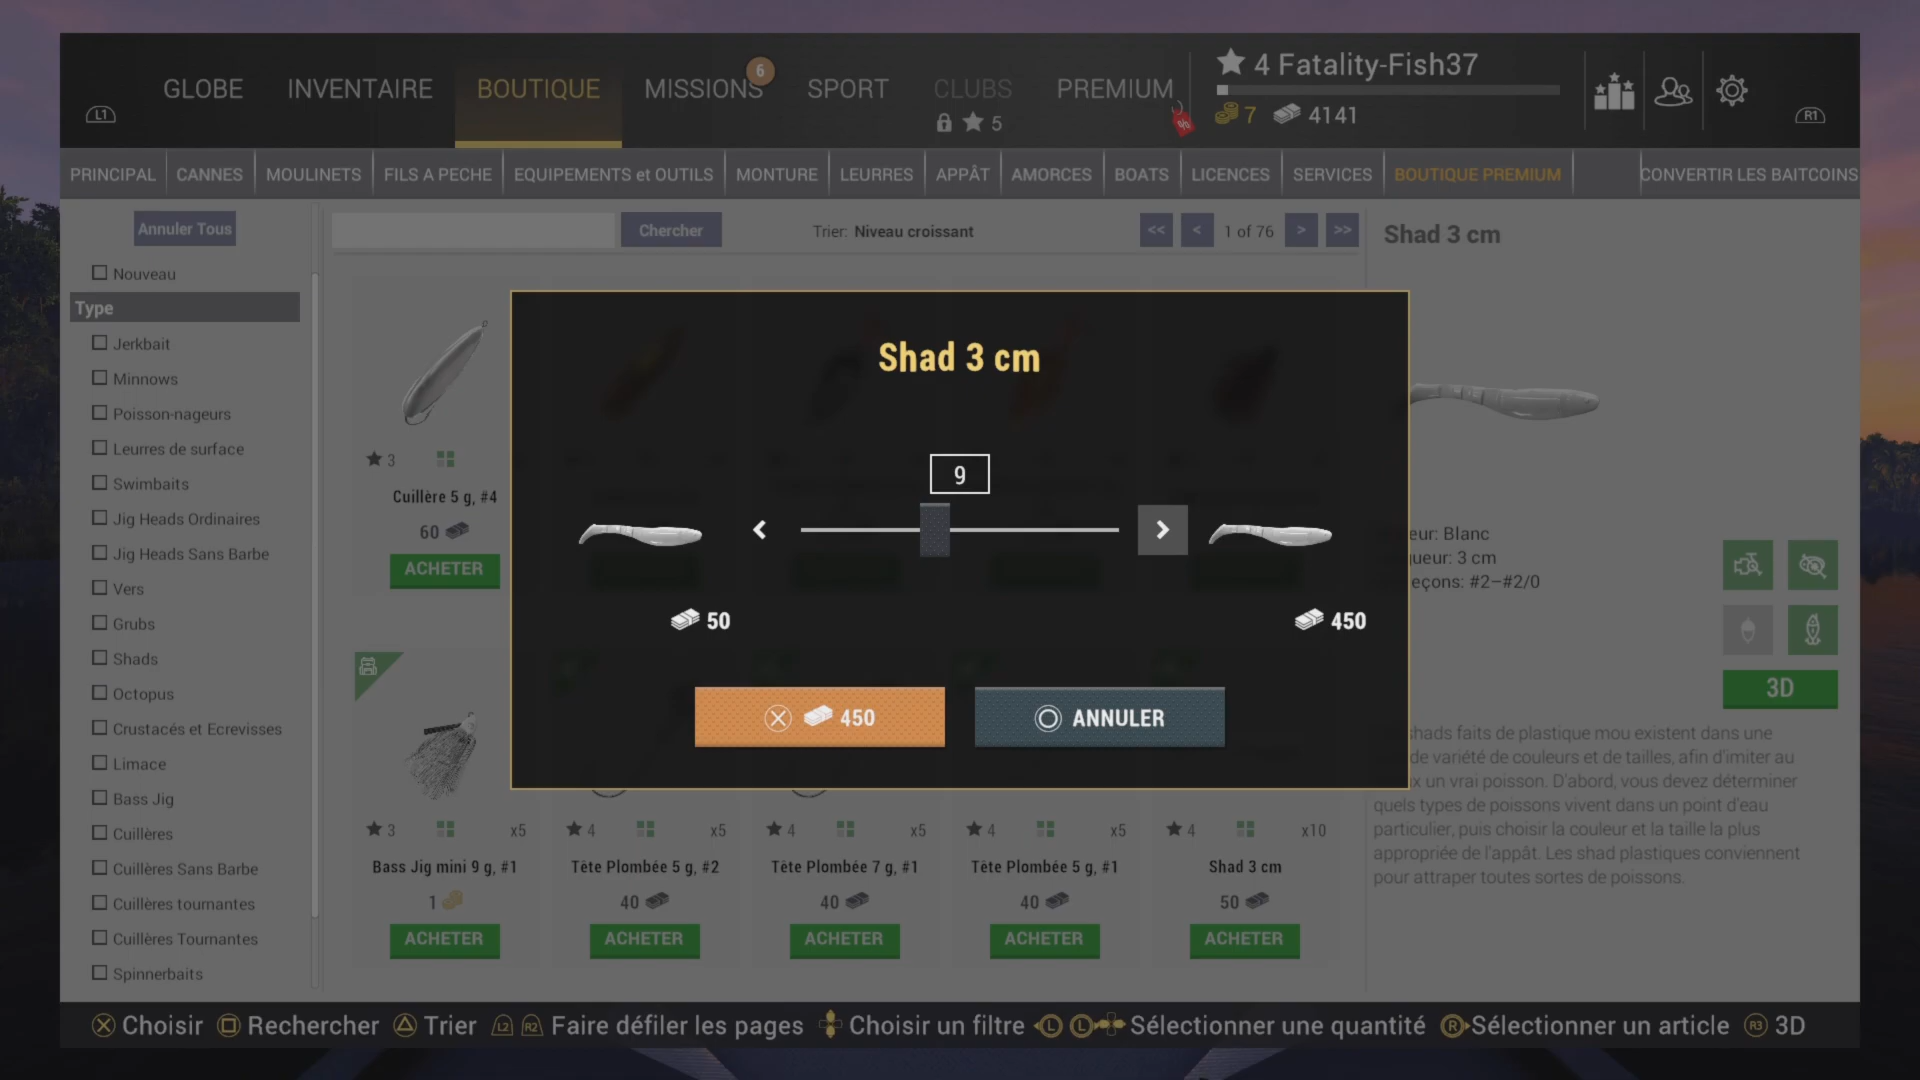 GLOBE INVENTAIRE BOUTIQUE MISSIONS 6 SPORT CLUBS PREMIUM
4 Fatality-Fish37
L1 5 % 7 4141 R1
PRINCIPAL CANNES MOULINETS FILS A PECHE EQUIPEMENTS et OUTILS MONTURE LEURRES APPÂT AMORCES BOATS LICENCES SERVICES BOUTIQUE PREMIUM CONVERTIR LES BAITCOINS
Annuler Tous
Nouveau
Type
Jerkbait
Minnows
Poisson-nageurs
Leurres de surface
Swimbaits
Jig Heads Ordinaires
Jig Heads Sans Barbe
Vers
Grubs
Shads
Octopus
Crustacés et Ecrevisses
Limace
Bass Jig
Cuillères
Cuillères Sans Barbe
Cuillères tournantes
Cuillères Tournantes
Spinnerbaits
Chercher Trier: Niveau croissant << < 1 of 76 > >>
3
Cuillère 5 g, #4
60
ACHETER
Shad 3 cm
9
< >
50 450
450 ANNULER
3 x5 4 x5 4 x5 4 x5 4 x10
Bass Jig mini 9 g, #1 Tête Plombée 5 g, #2 Tête Plombée 7 g, #1 Tête Plombée 5 g, #1 Shad 3 cm
1 40 40 40 50
ACHETER ACHETER ACHETER ACHETER ACHETER
Shad 3 cm
eur: Blanc
ueur: 3 cm
eçons: #2–#2/0
3D
shads faits de plastique mou existent dans une
de variété de couleurs et de tailles, afin d'imiter au
x un vrai poisson. D'abord, vous devez déterminer
quels types de poissons vivent dans un point d'eau
particulier, puis choisir la couleur et la taille la plus
appropriée de l'appât. Les shad plastiques conviennent
pour attraper toutes sortes de poissons.
Choisir Rechercher Trier L2 R2 Faire défiler les pages Choisir un filtre L L Sélectionner une quantité R Sélectionner un article R3 3D